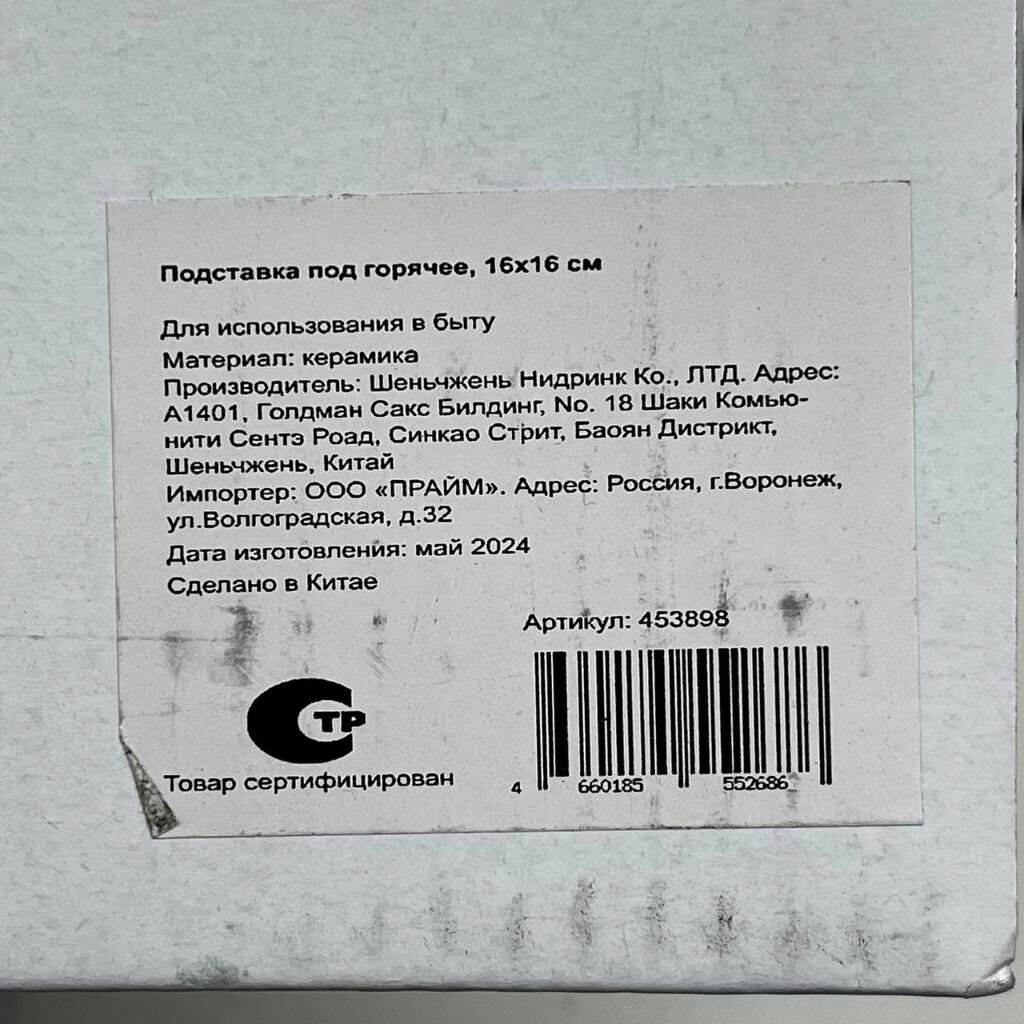 Подставка под горячее, 16х16 см
Для использования в быту
Материал: керамика
Производитель: Шеньчжень Нидринк Ко., ЛТД. Адрес:
А1401, Голдман Сакс Билдинг, No. 18 Шаки Комью-
нити Сентэ Роад, Синкао Стрит, Баоян Дистрикт,
Шеньчжень, Китай
Импортер: ООО «ПРАЙМ». Адрес: Россия, г.Воронеж,
ул.Волгоградская, д.32
Дата изготовления: май 2024
Сделано в Китае
Артикул: 453898
СТР
Товар сертифицирован
4 660185 552686